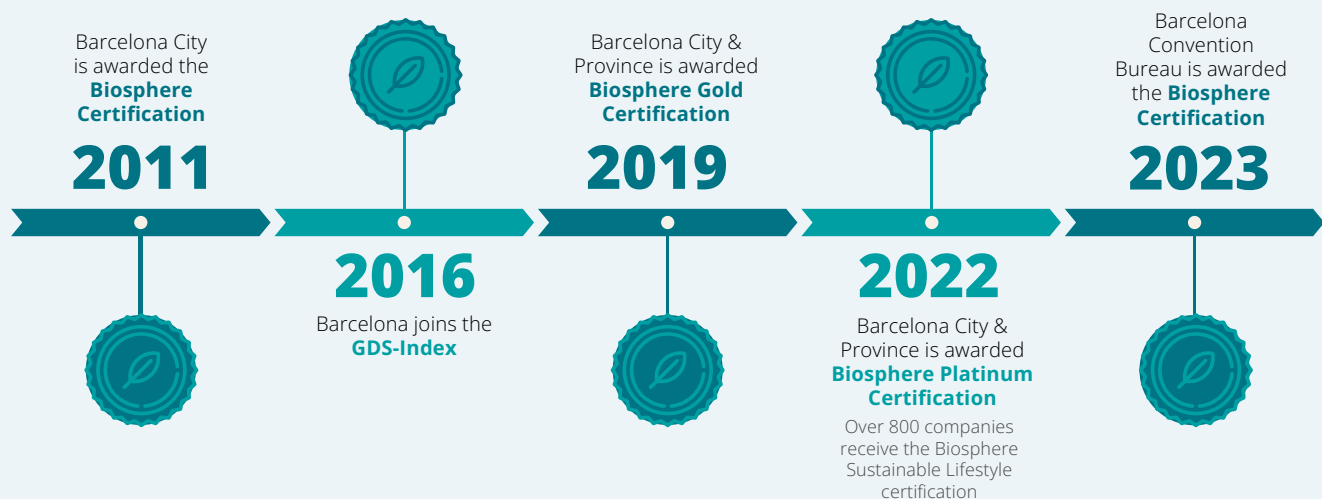 Barcelona City
is awarded the
Biosphere
Certification
2011
2016
Barcelona joins the
GDS-Index
Barcelona City &
Province is awarded
Biosphere Gold
Certification
2019
2022
Barcelona City &
Province is awarded
Biosphere Platinum
Certification
Over 800 companies
receive the Biosphere
Sustainable Lifestyle
certification
Barcelona
Convention
Bureau is awarded
the Biosphere
Certification
2023